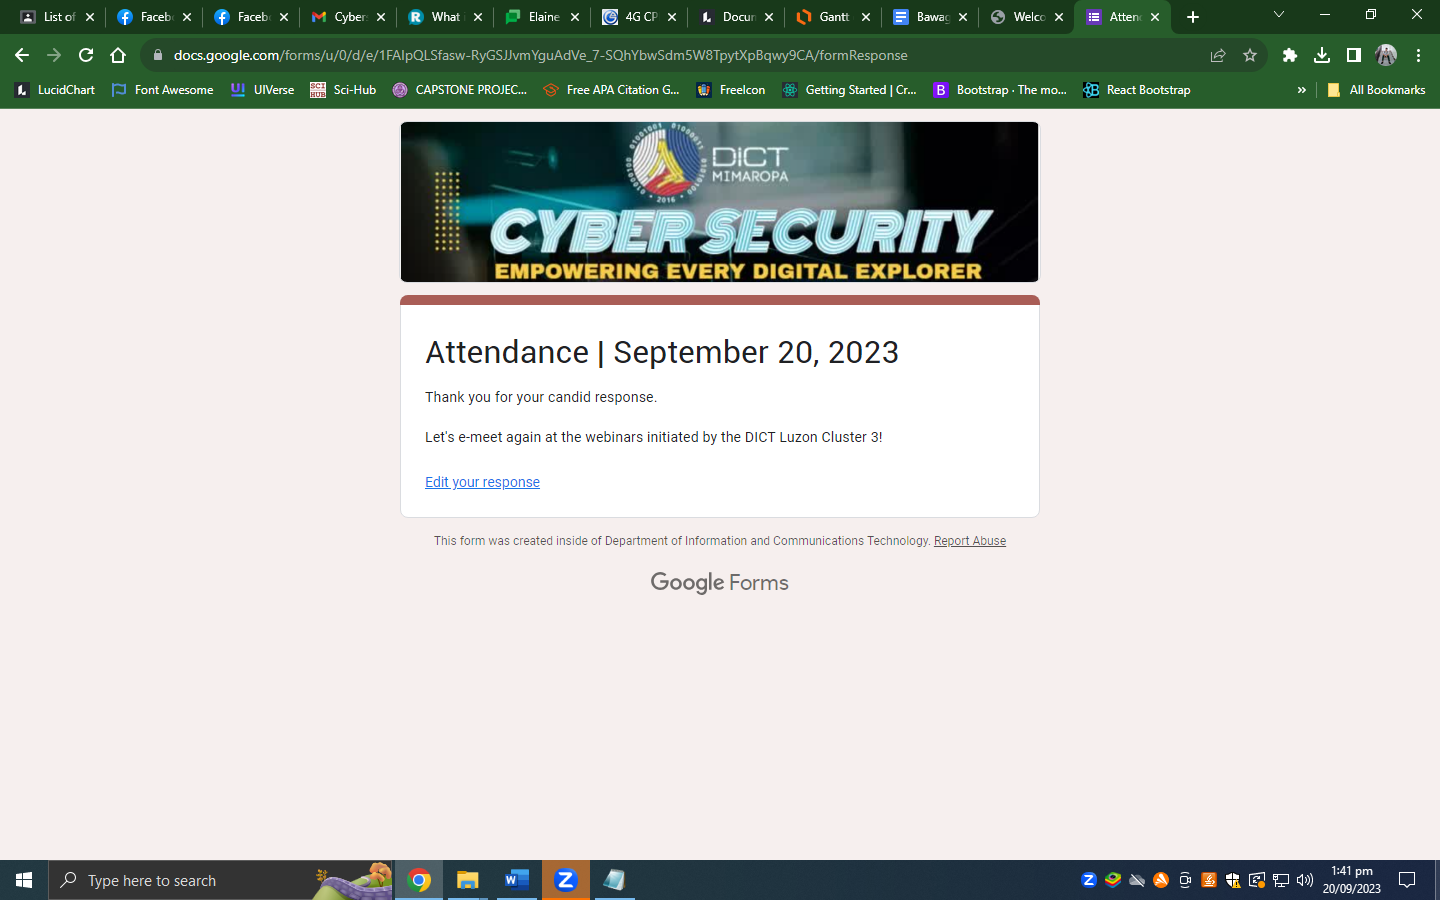 List of
Faceb
Faceb
Cyber
What i
Elaine
4G CP
Docum
Gantt
Bawag
Welco
Atten
docs.google.com/forms/u/0/d/e/1FAIpQLSfasw-RyGSJJvmYguAdVe_7-SQhYbwSdm5W8TpytXpBqwy9CA/formResponse
LucidChart
Font Awesome
UIVerse
Sci-Hub
CAPSTONE PROJEC...
Free APA Citation G...
FreeIcon
Getting Started | Cr...
Bootstrap · The mo...
React Bootstrap
»
All Bookmarks
DICT
MIMAROPA
2016
CYBER SECURITY
EMPOWERING EVERY DIGITAL EXPLORER
Attendance | September 20, 2023
Thank you for your candid response.
Let's e-meet again at the webinars initiated by the DICT Luzon Cluster 3!
Edit your response
This form was created inside of Department of Information and Communications Technology. Report Abuse
Google Forms
Type here to search
1:41 pm
20/09/2023